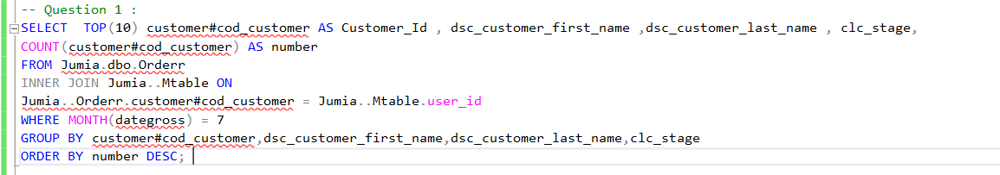 -- Question 1 :
SELECT  TOP(10) customer#cod_customer AS Customer_Id , dsc_customer_first_name ,dsc_customer_last_name , clc_stage,
COUNT(customer#cod_customer) AS number
FROM Jumia.dbo.Orderr
INNER JOIN Jumia..Mtable ON
Jumia..Orderr.customer#cod_customer = Jumia..Mtable.user_id
WHERE MONTH(dategross) = 7
GROUP BY customer#cod_customer,dsc_customer_first_name,dsc_customer_last_name,clc_stage
ORDER BY number DESC;